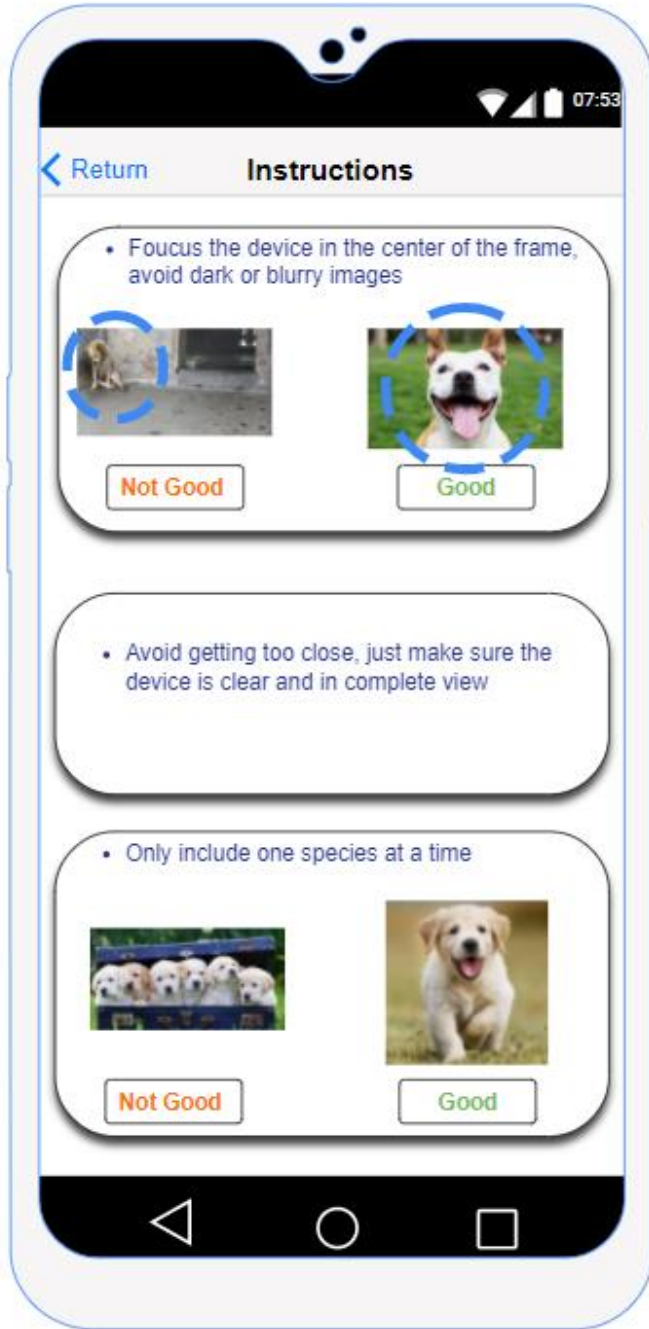 07:53
Return
Instructions
• Foucus the device in the center of the frame,
avoid dark or blurry images
Not Good
Good
• Avoid getting too close, just make sure the
device is clear and in complete view
• Only include one species at a time
Not Good
Good